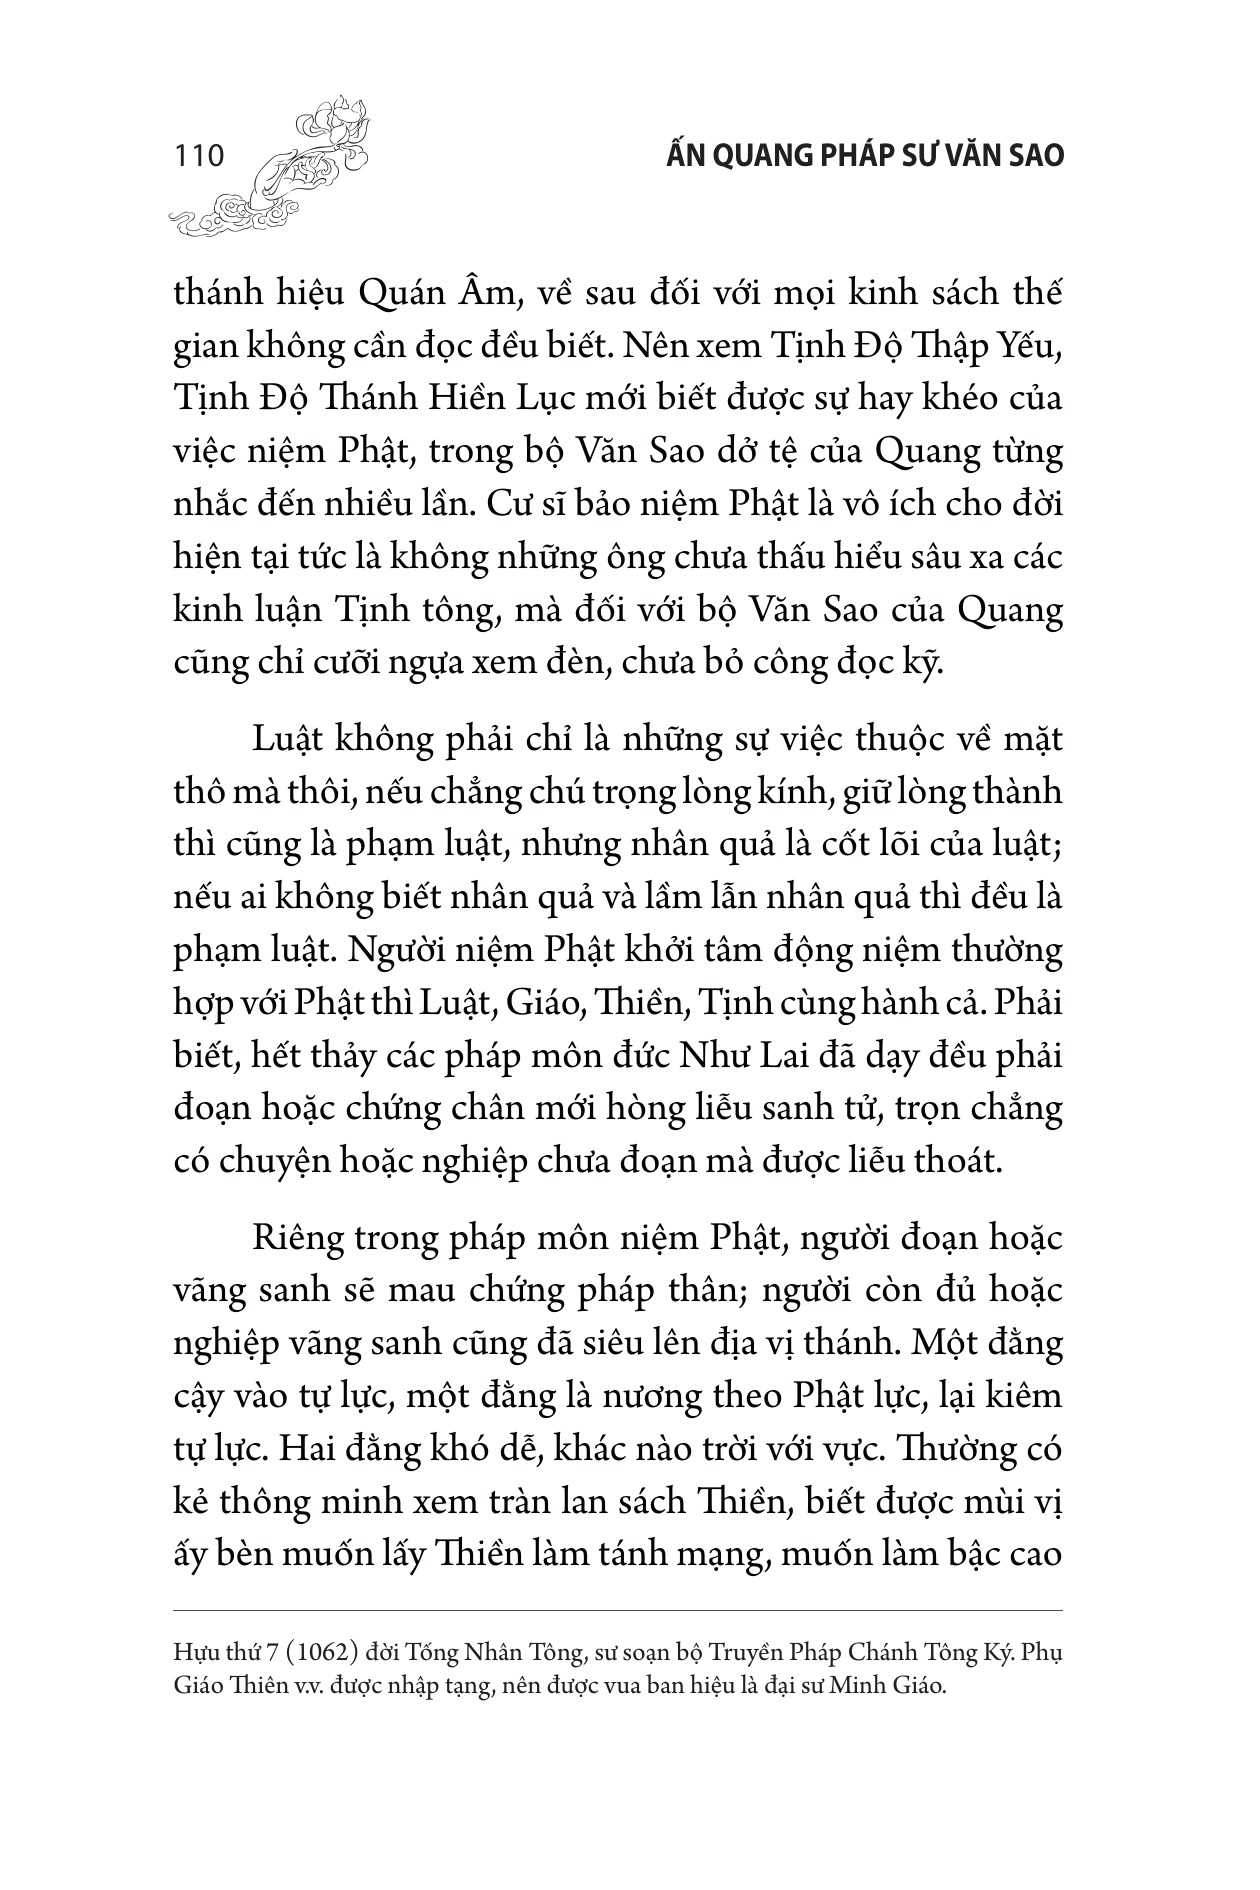 110
ẤN QUANG PHÁP SƯ VĂN SAO
thánh hiệu Quán Âm, về sau đối với mọi kinh sách thế
gian không cần đọc đều biết. Nên xem Tịnh Độ Thập Yếu,
Tịnh Độ Thánh Hiền Lục mới biết được sự hay khéo của
việc niệm Phật, trong bộ Văn Sao dở tệ của Quang từng
nhắc đến nhiều lần. Cư sĩ bảo niệm Phật là vô ích cho đời
hiện tại tức là không những ông chưa thấu hiểu sâu xa các
kinh luận Tịnh tông, mà đối với bộ Văn Sao của Quang
cũng chỉ cưỡi ngựa xem đèn, chưa bỏ công đọc kỹ.
Luật không phải chỉ là những sự việc thuộc về mặt
thô mà thôi, nếu chẳng chú trọng lòng kính, giữ lòng thành
thì cũng là phạm luật, nhưng nhân quả là cốt lõi của luật;
nếu ai không biết nhân quả và lầm lẫn nhân quả thì đều là
phạm luật. Người niệm Phật khởi tâm động niệm thường
hợp với Phật thì Luật, Giáo, Thiền, Tịnh cùng hành cả. Phải
biết, hết thảy các pháp môn đức Như Lai đã dạy đều phải
đoạn hoặc chứng chân mới hòng liễu sanh tử, trọn chẳng
có chuyện hoặc nghiệp chưa đoạn mà được liễu thoát.
Riêng trong pháp môn niệm Phật, người đoạn hoặc
vãng sanh sẽ mau chứng pháp thân; người còn đủ hoặc
nghiệp vãng sanh cũng đã siêu lên địa vị thánh. Một đằng
cậy vào tự lực, một đằng là nương theo Phật lực, lại kiêm
tự lực. Hai đằng khó dễ, khác nào trời với vực. Thường có
kẻ thông minh xem tràn lan sách Thiền, biết được mùi vị
ấy bèn muốn lấy Thiền làm tánh mạng, muốn làm bậc cao
Hựu thứ 7 (1062) đời Tống Nhân Tông, sư soạn bộ Truyền Pháp Chánh Tông Ký. Phụ
Giáo Thiên v.v. được nhập tạng, nên được vua ban hiệu là đại sư Minh Giáo.